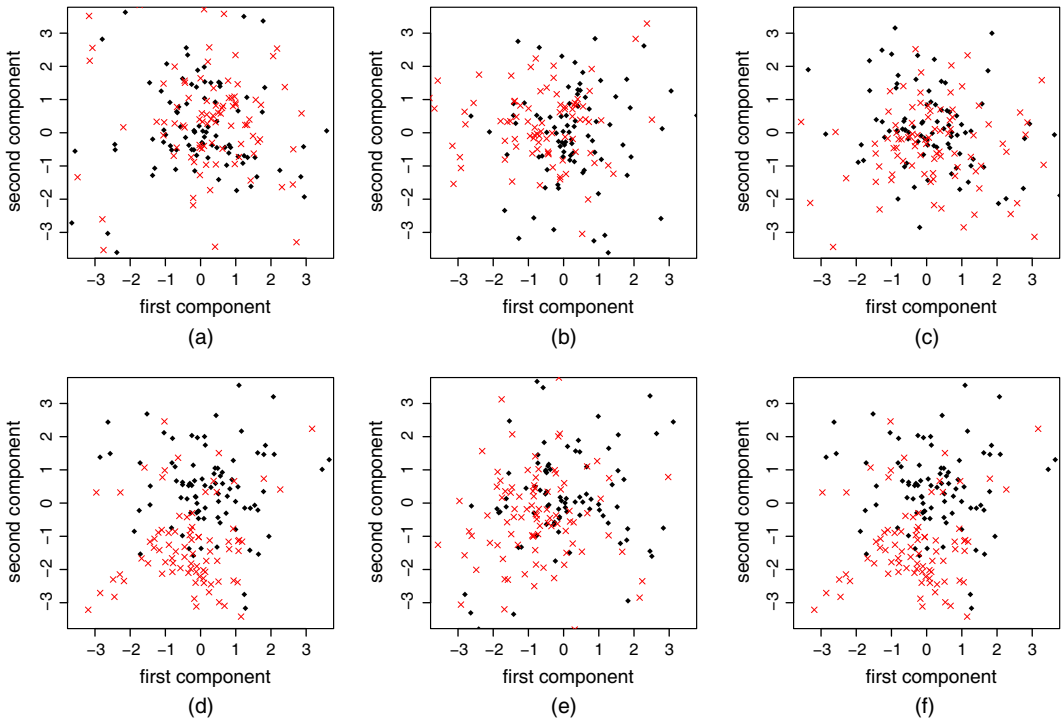 second component
3
2
1
0
−1
−2
−3
−3 −2 −1 0 1 2 3
first component
(a)
second component
3
2
1
0
−1
−2
−3
−3 −2 −1 0 1 2 3
first component
(b)
second component
3
2
1
0
−1
−2
−3
−3 −2 −1 0 1 2 3
first component
(c)
second component
3
2
1
0
−1
−2
−3
−3 −2 −1 0 1 2 3
first component
(d)
second component
3
2
1
0
−1
−2
−3
−3 −2 −1 0 1 2 3
first component
(e)
second component
3
2
1
0
−1
−2
−3
−3 −2 −1 0 1 2 3
first component
(f)